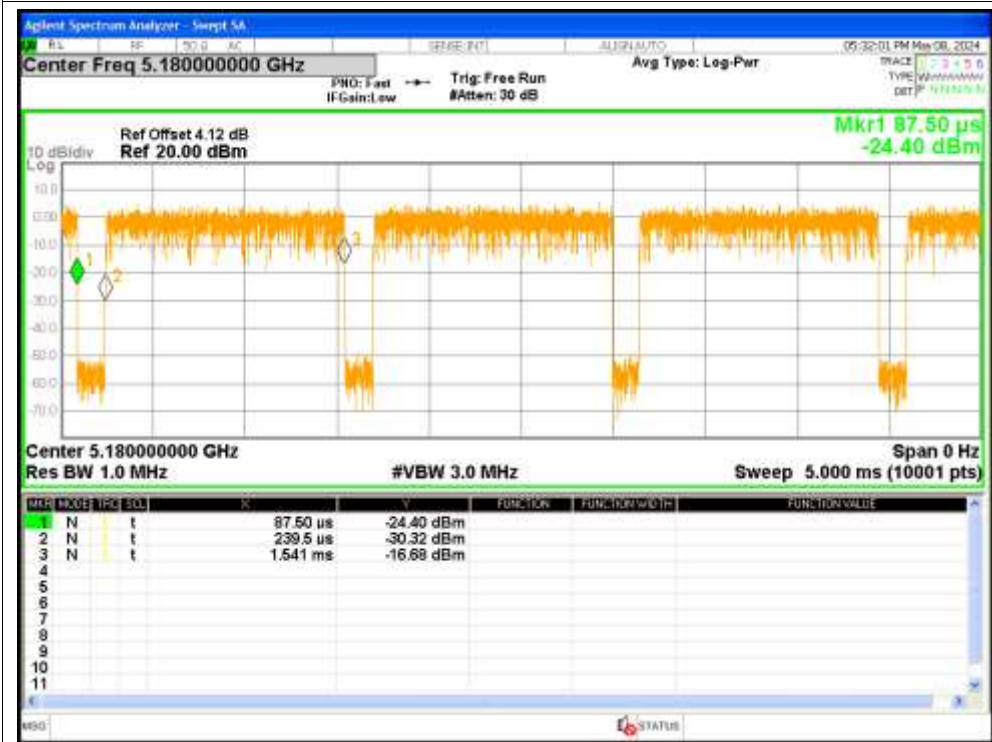 Agilent Spectrum Analyzer - Swept SA
RL RF 50 Ω AC SENSE:INT ALIGN AUTO 05:32:01 PM May 08, 2024
Center Freq 5.180000000 GHz Avg Type: Log-Pwr TRACE 1 2 3 4 5 6
PNO: Fast Trig: Free Run TYPE
IFGain:Low #Atten: 30 dB DET P N N N N N
Mkr1 87.50 µs
Ref Offset 4.12 dB
10 dB/div Ref 20.00 dBm -24.40 dBm
Log
10.0
0.00
-10.0
-20.0
-30.0
-40.0
-50.0
-60.0
-70.0
1
2
3
Center 5.180000000 GHz Span 0 Hz
Res BW 1.0 MHz #VBW 3.0 MHz Sweep 5.000 ms (10001 pts)
MKR MODE TRC SCL X Y FUNCTION FUNCTION WIDTH FUNCTION VALUE
1 N t 87.50 µs -24.40 dBm
2 N t 239.5 µs -30.32 dBm
3 N t 1.541 ms -16.68 dBm
4
5
6
7
8
9
10
11
MSG STATUS